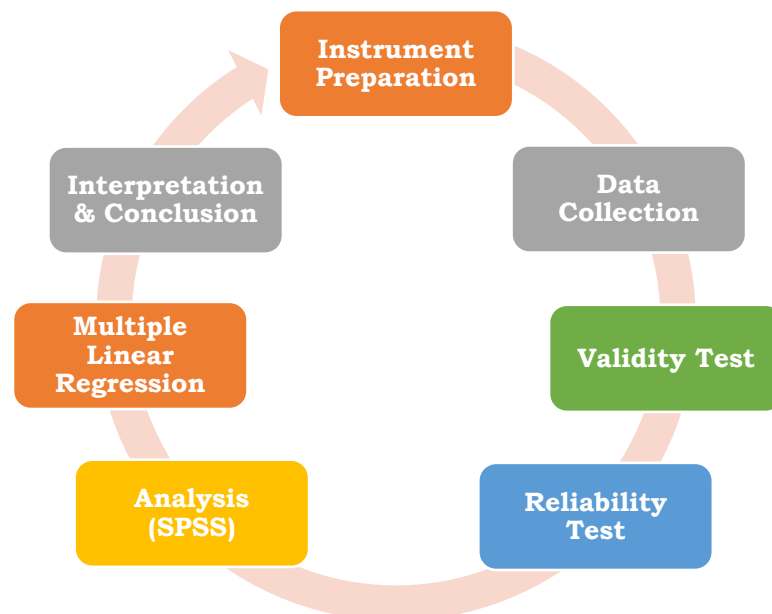 Instrument
Preparation
Data
Collection
Validity Test
Reliability
Test
Analysis
(SPSS)
Multiple
Linear
Regression
Interpretation
& Conclusion